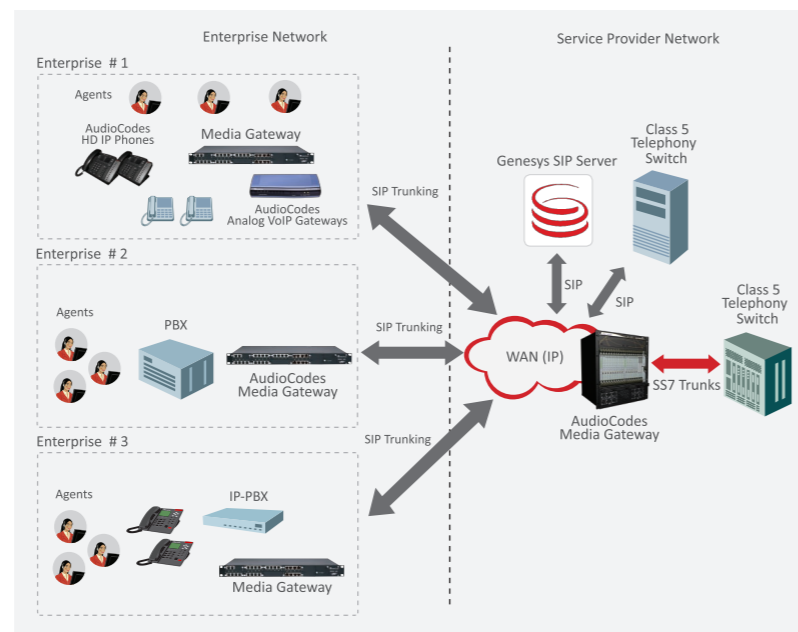 Enterprise Network
Service Provider Network
Enterprise # 1
Agents
AudioCodes
HD IP Phones
Media Gateway
AudioCodes
Analog VoIP Gateways
SIP Trunking
Genesys SIP Server
Class 5
Telephony
Switch
SIP
SIP
Enterprise # 2
Agents
PBX
AudioCodes
Media Gateway
SIP Trunking
WAN (IP)
AudioCodes
Media Gateway
SS7 Trunks
Class 5
Telephony
Switch
Enterprise # 3
Agents
IP-PBX
Media Gateway
SIP Trunking